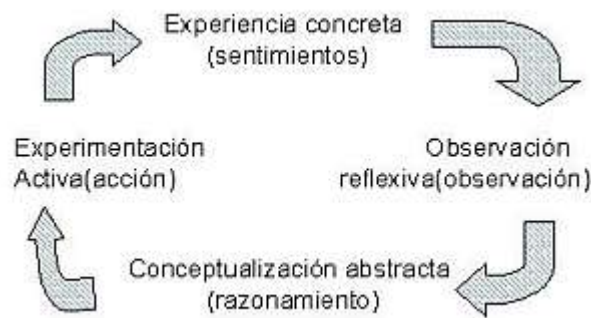 Experiencia concreta
(sentimientos)
Experimentación
Activa(acción)
Observación
reflexiva(observación)
Conceptualización abstracta
(razonamiento)